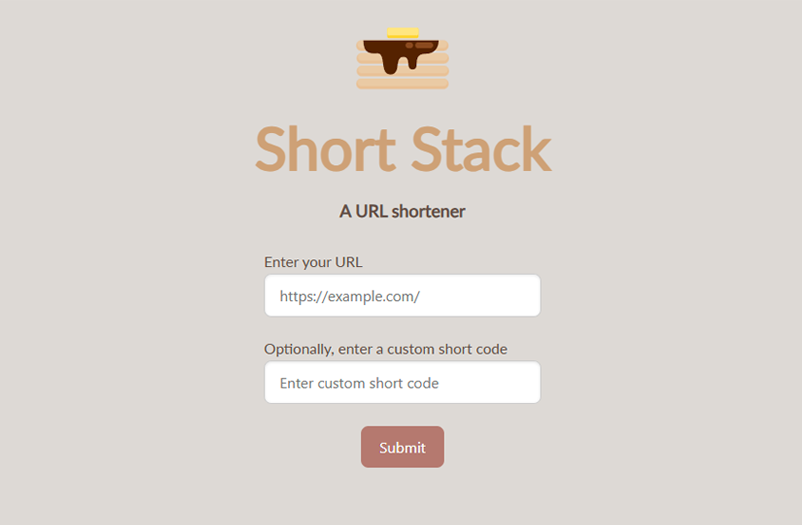 Short Stack
A URL shortener
Enter your URL
https://example.com/
Optionally, enter a custom short code
Enter custom short code
Submit